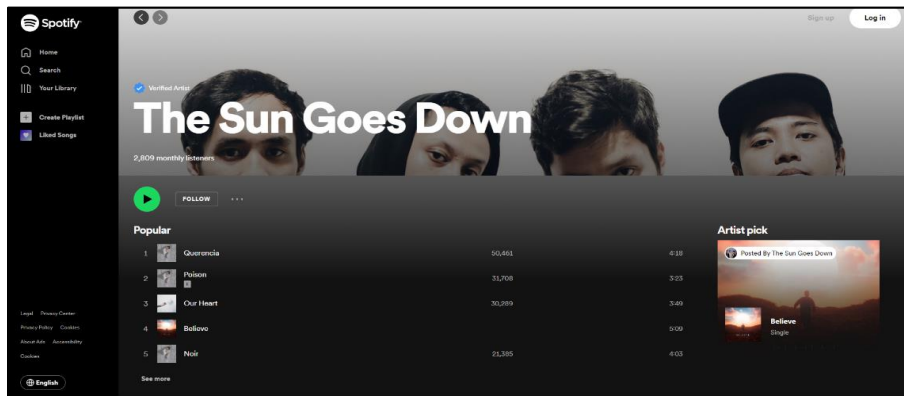 Spotify
Home
Search
Your Library
Create Playlist
Liked Songs
Legal Privacy Center
Privacy Policy Cookies
About Ads Accessibility
Cookies
English
Sign up
Log in
Verified Artist
The Sun Goes Down
2,809 monthly listeners
FOLLOW
Popular
1 Querencia 50,461 4:18
2 Poison 31,708 3:23
E
3 Our Heart 30,289 3:49
4 Believe 5:09
5 Noir 21,385 4:03
See more
Artist pick
Posted By The Sun Goes Down
Believe
Single